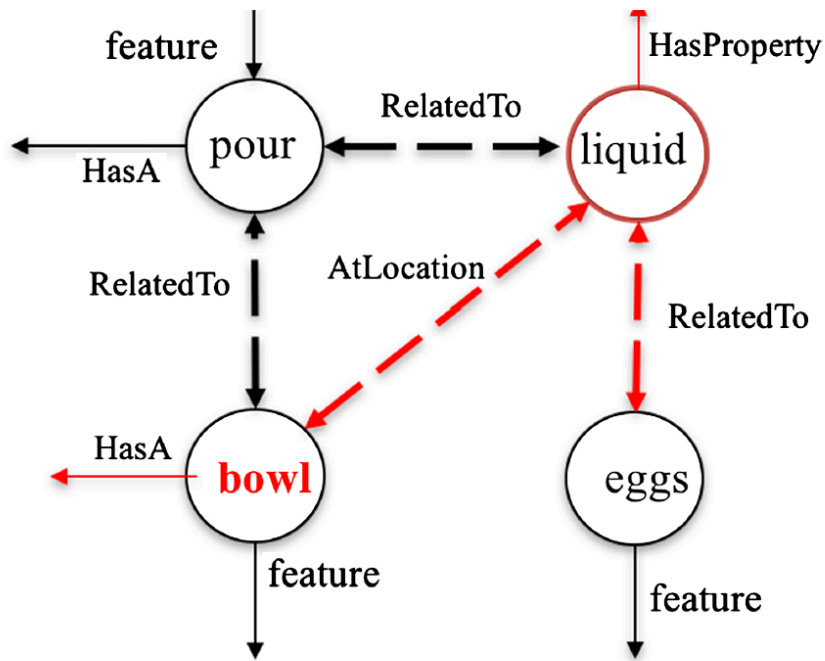 feature
HasProperty
RelatedTo
pour
liquid
HasA
AtLocation
RelatedTo
RelatedTo
HasA
bowl
eggs
feature
feature